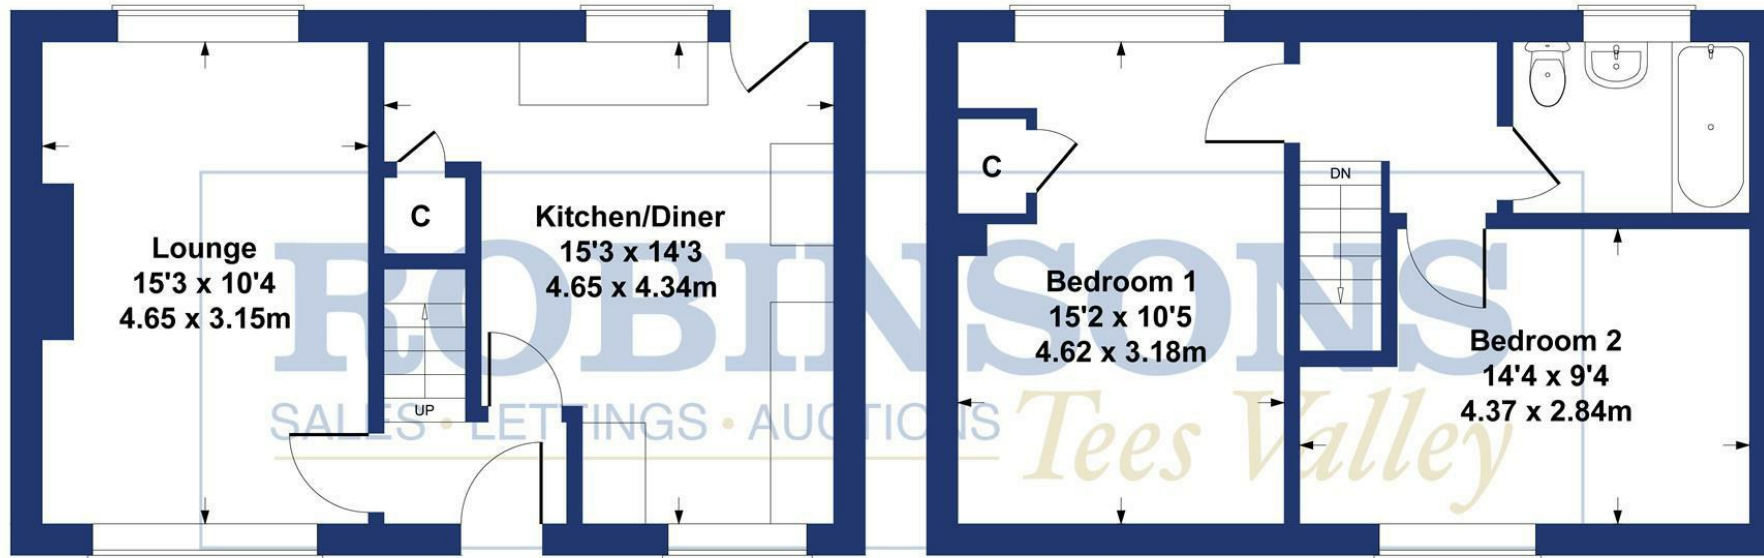 Lounge
15'3 x 10'4
4.65 x 3.15m
C
UP
Kitchen/Diner
15'3 x 14'3
4.65 x 4.34m
C
Bedroom 1
15'2 x 10'5
4.62 x 3.18m
DN
Bedroom 2
14'4 x 9'4
4.37 x 2.84m
ROBINSONS
SALES • LETTINGS • AUCTIONS
Tees Valley